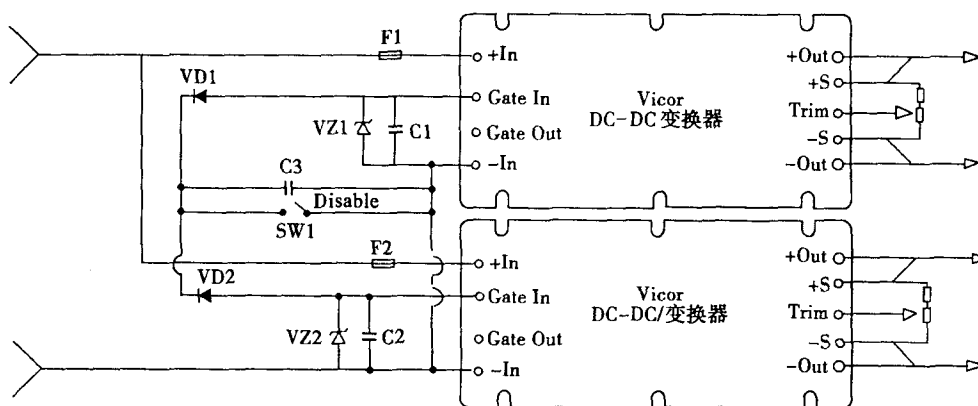 F1
+In
+Out
VD1
+S
Gate In
Vicor
VZ1
C1
DC-DC 变换器
Trim
Gate Out
-S
C3
-In
-Out
Disable
SW1
F2
+In
+Out
VD2
+S
Gate In
Vicor
DC-DC/变换器
Trim
VZ2
C2
Gate Out
-S
-In
-Out